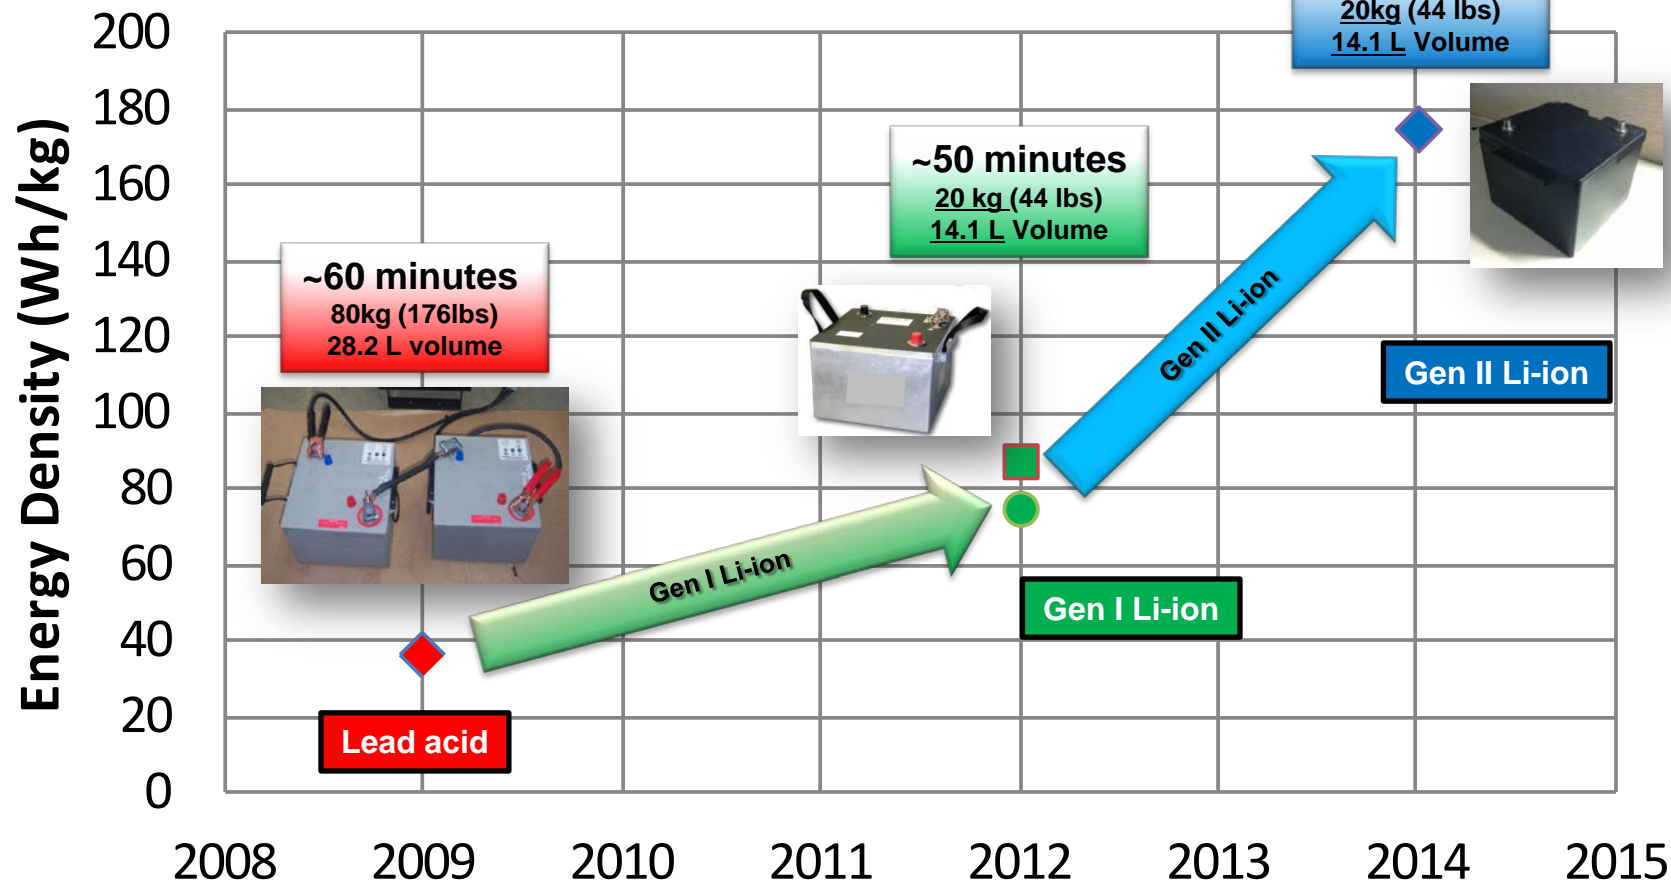 20kg (44 lbs)
14.1 L Volume
200
180
160
140
120
100
80
60
40
20
0
Energy Density (Wh/kg)
~60 minutes
80kg (176lbs)
28.2 L volume
~50 minutes
20 kg (44 lbs)
14.1 L Volume
Gen I Li-ion
Gen II Li-ion
Gen II Li-ion
Gen I Li-ion
Lead acid
2008
2009
2010
2011
2012
2013
2014
2015